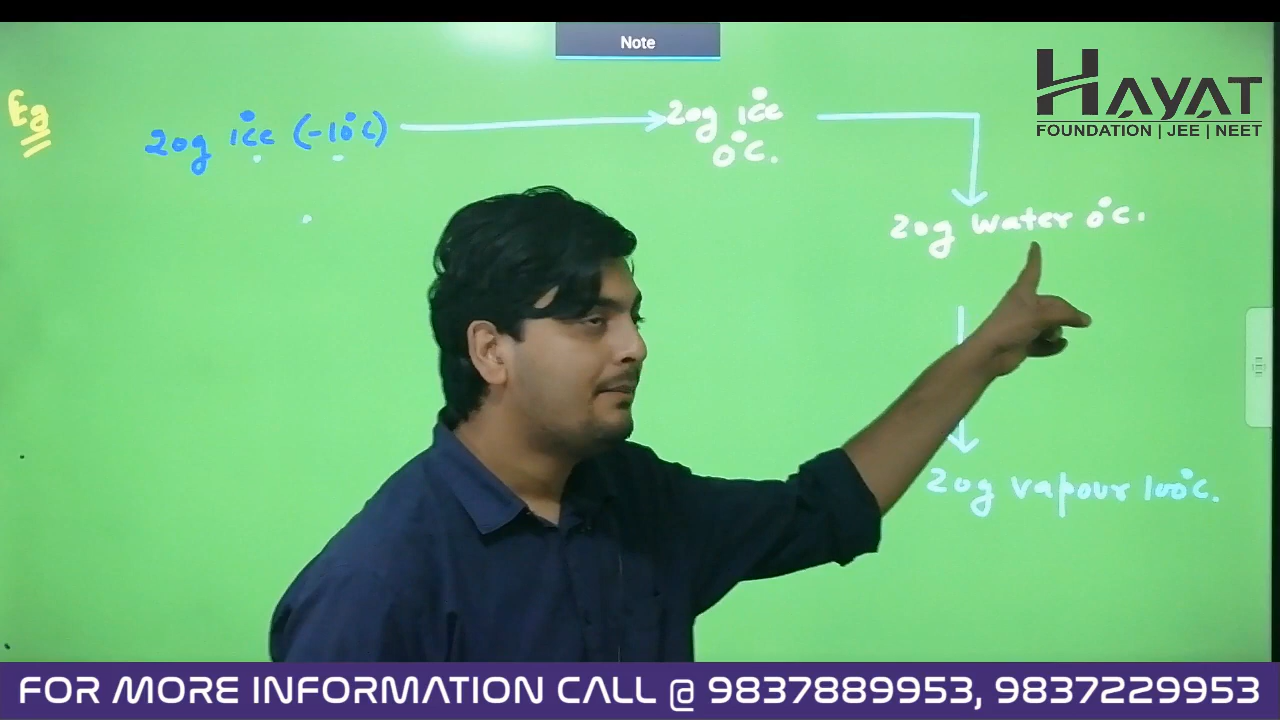 Note
HAYAT
FOUNDATION | JEE | NEET
Eg
20g ice (-10°C)
20g ice
0°C.
20g water 0°C.
20g vapour 100°C.
FOR MORE INFORMATION CALL @ 9837889953, 9837229953